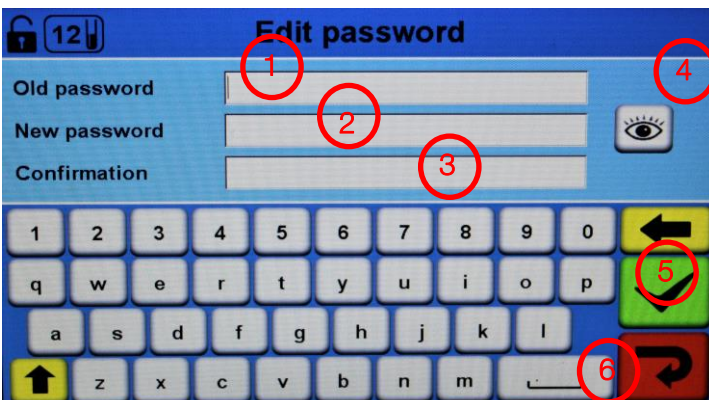 12 Edit password
1
4
Old password
New password 2
Confirmation 3
1 2 3 4 5 6 7 8 9 0
q w e r t y u i o p
5
a s d f g h j k l
z x c v b n m 6